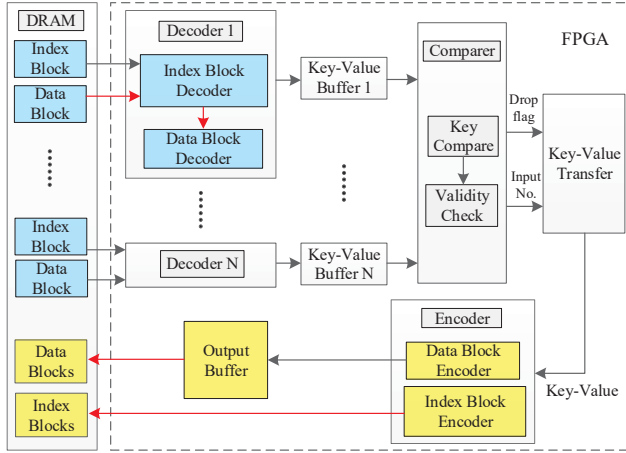 DRAM
Index
Block
Data
Block
Index
Block
Data
Block
Data
Blocks
Index
Blocks
FPGA
Decoder 1
Index Block
Decoder
Data Block
Decoder
Decoder N
Key-Value
Buffer 1
Key-Value
Buffer N
Comparer
Key
Compare
Validity
Check
Drop
flag
Input
No.
Key-Value
Transfer
Key-Value
Encoder
Data Block
Encoder
Index Block
Encoder
Output
Buffer